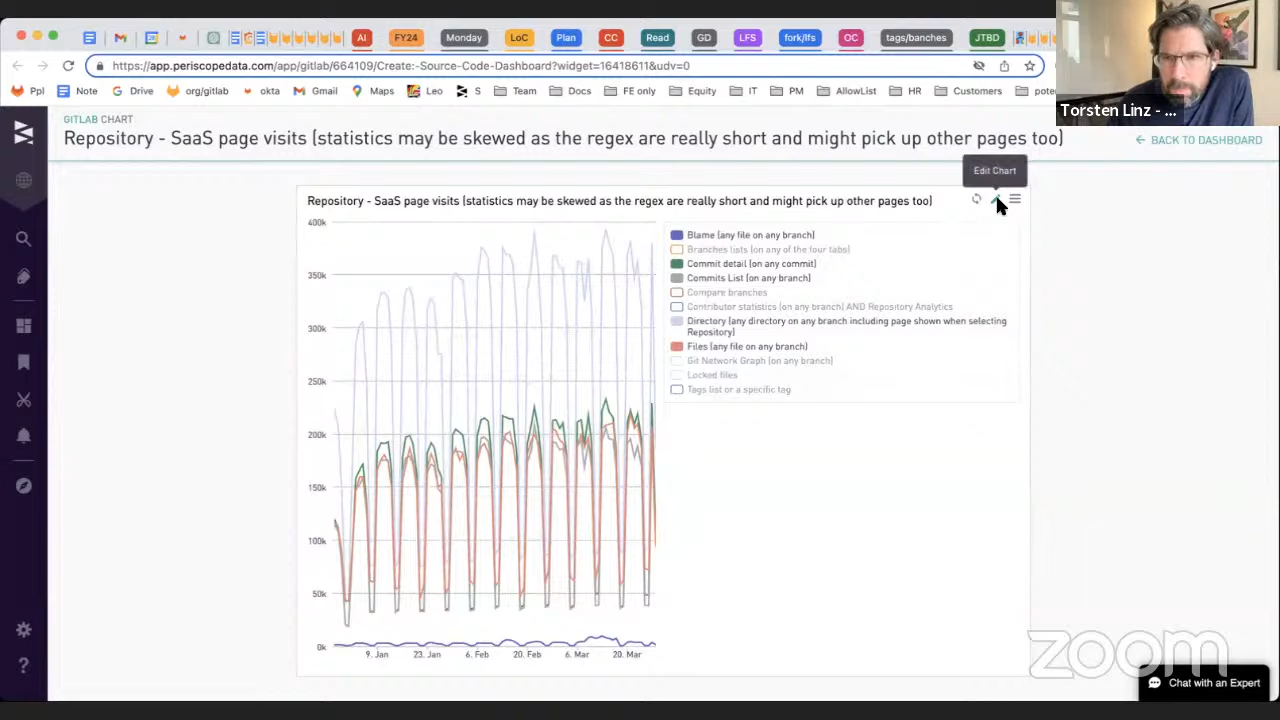 AI
FY24
Monday
LoC
Plan
CC
Read
GD
LFS
fork/lfs
OC
tags/banches
JTBD
https://app.periscopedata.com/app/gitlab/664109/Create:-Source-Code-Dashboard?widget=16418611&udv=0
Ppl
Note
Drive
org/gitlab
okta
Gmail
Maps
Leo
S
Team
Docs
FE only
Equity
IT
PM
AllowList
HR
Customers
Torsten Linz - ...
GITLAB CHART
Repository - SaaS page visits (statistics may be skewed as the regex are really short and might pick up other pages too)
BACK TO DASHBOARD
Edit Chart
Repository - SaaS page visits (statistics may be skewed as the regex are really short and might pick up other pages too)
400k
350k
300k
250k
200k
150k
100k
50k
0k
9. Jan
23. Jan
6. Feb
20. Feb
6. Mar
20. Mar
Blame (any file on any branch)
Branches lists (on any of the four tabs)
Commit detail (on any commit)
Commits List (on any branch)
Compare branches
Contributor statistics (on any branch) AND Repository Analytics
Directory (any directory on any branch including page shown when selecting
Repository)
Files (any file on any branch)
Git Network Graph (on any branch)
Locked files
Tags list or a specific tag
zoom
Chat with an Expert